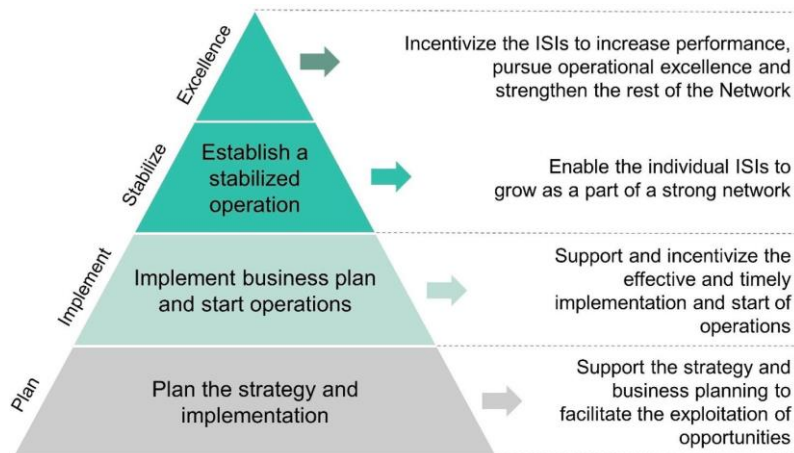 Excellence
Incentivize the ISIs to increase performance,
pursue operational excellence and
strengthen the rest of the Network
Stabilize
Establish a
stabilized
operation
Enable the individual ISIs to
grow as a part of a strong network
Implement
Implement business plan
and start operations
Support and incentivize the
effective and timely
implementation and start of
operations
Plan
Plan the strategy and
implementation
Support the strategy and
business planning to
facilitate the exploitation of
opportunities